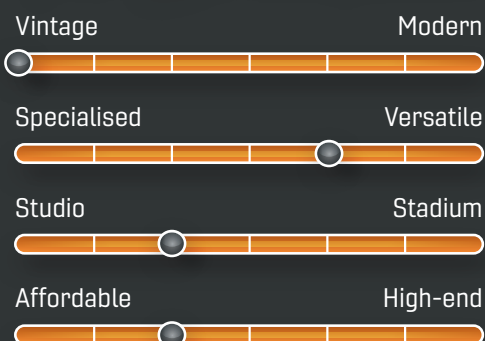 Vintage Modern
Specialised Versatile
Studio Stadium
Affordable High-end